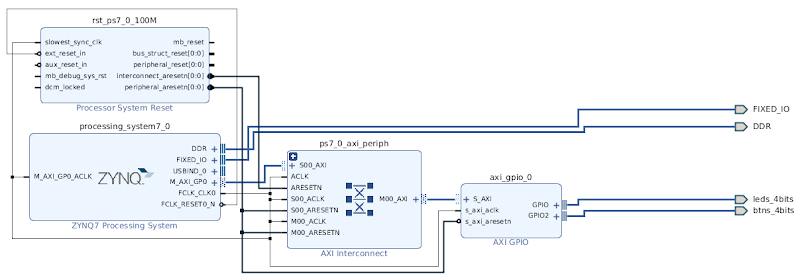 rst_ps7_0_100M
slowest_sync_clk
ext_reset_in
aux_reset_in
mb_debug_sys_rst
dcm_locked
mb_reset
bus_struct_reset[0:0]
peripheral_reset[0:0]
interconnect_aresetn[0:0]
peripheral_aresetn[0:0]
Processor System Reset
processing_system7_0
M_AXI_GP0_ACLK
ZYNQ
DDR
FIXED_IO
USBIND_0
M_AXI_GP0
FCLK_CLK0
FCLK_RESET0_N
ZYNQ7 Processing System
ps7_0_axi_periph
S00_AXI
ACLK
ARESETN
S00_ACLK
S00_ARESETN
M00_ACLK
M00_ARESETN
M00_AXI
AXI Interconnect
axi_gpio_0
S_AXI
s_axi_aclk
s_axi_aresetn
GPIO
GPIO2
AXI GPIO
FIXED_IO
DDR
leds_4bits
btns_4bits